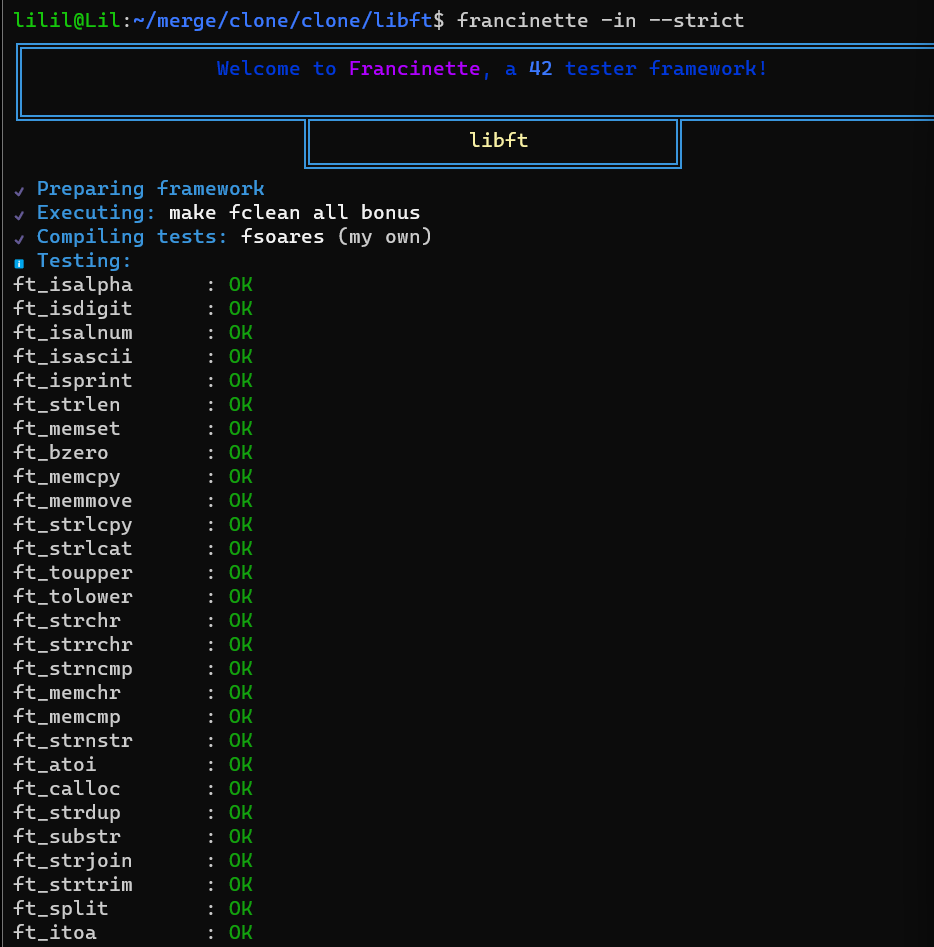 lilil@Lil:~/merge/clone/clone/libft$ francinette -in --strict
Welcome to Francinette, a 42 tester framework!
libft
✓ Preparing framework
✓ Executing: make fclean all bonus
✓ Compiling tests: fsoares (my own)
ℹ Testing:
ft_isalpha : OK
ft_isdigit : OK
ft_isalnum : OK
ft_isascii : OK
ft_isprint : OK
ft_strlen : OK
ft_memset : OK
ft_bzero : OK
ft_memcpy : OK
ft_memmove : OK
ft_strlcpy : OK
ft_strlcat : OK
ft_toupper : OK
ft_tolower : OK
ft_strchr : OK
ft_strrchr : OK
ft_strncmp : OK
ft_memchr : OK
ft_memcmp : OK
ft_strnstr : OK
ft_atoi : OK
ft_calloc : OK
ft_strdup : OK
ft_substr : OK
ft_strjoin : OK
ft_strtrim : OK
ft_split : OK
ft_itoa : OK